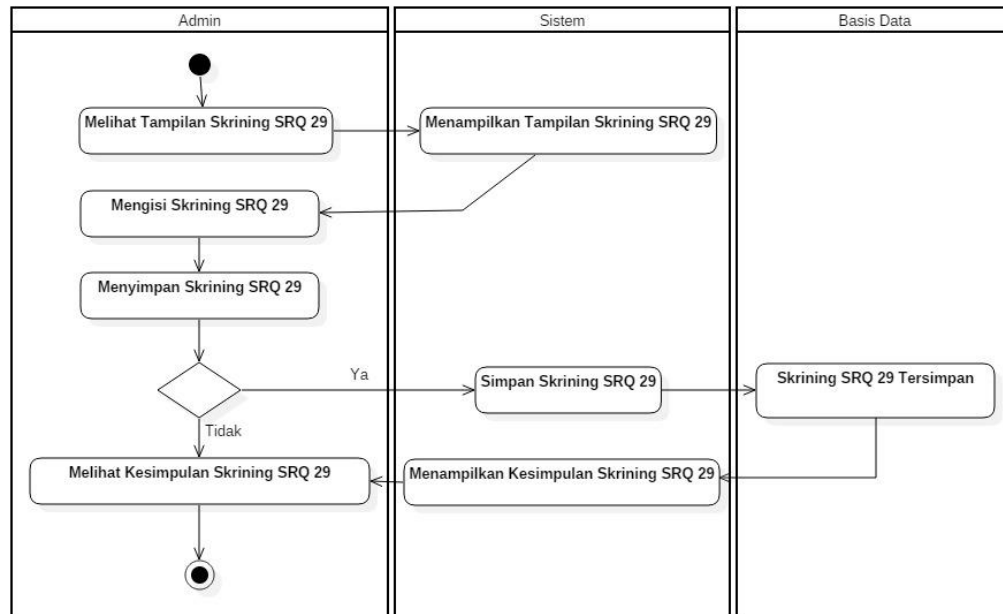 Admin
Sistem
Basis Data
Melihat Tampilan Skrining SRQ 29
Menampilkan Tampilan Skrining SRQ 29
Mengisi Skrining SRQ 29
Menyimpan Skrining SRQ 29
Ya
Simpan Skrining SRQ 29
Skrining SRQ 29 Tersimpan
Tidak
Melihat Kesimpulan Skrining SRQ 29
Menampilkan Kesimpulan Skrining SRQ 29